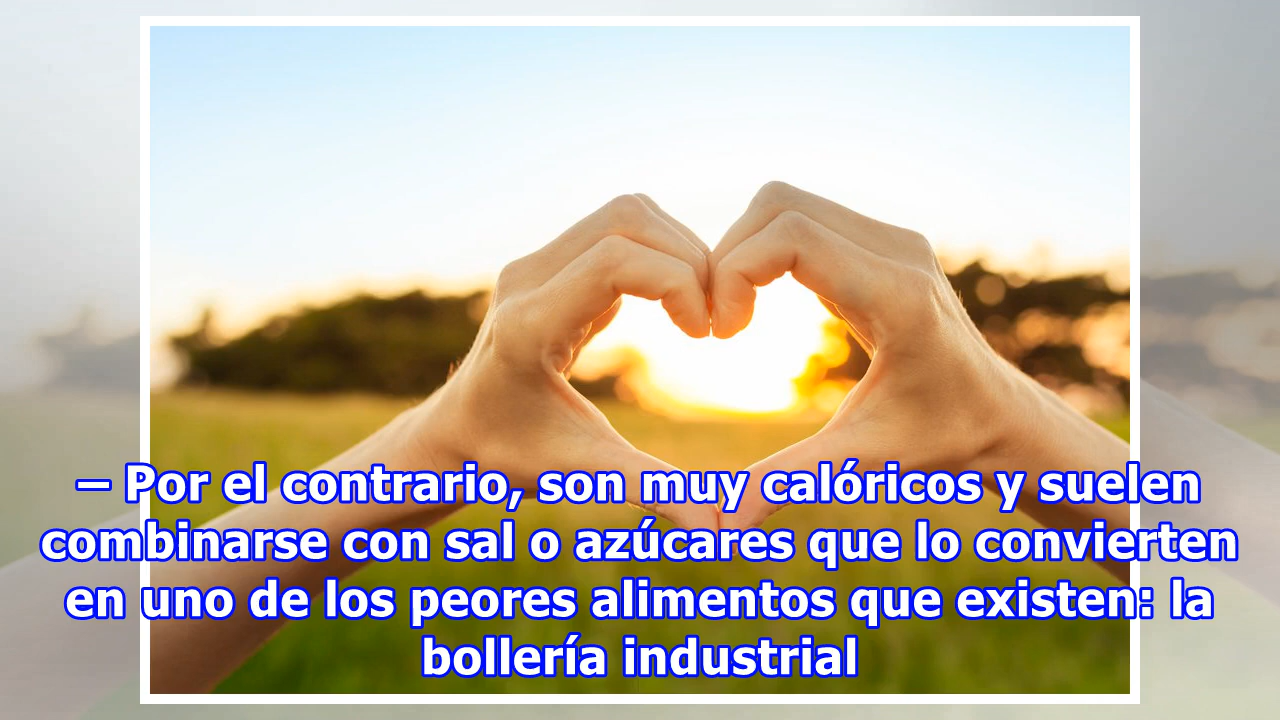 – Por el contrario, son muy calóricos y suelen
combinarse con sal o azúcares que lo convierten
en uno de los peores alimentos que existen: la
bollería industrial